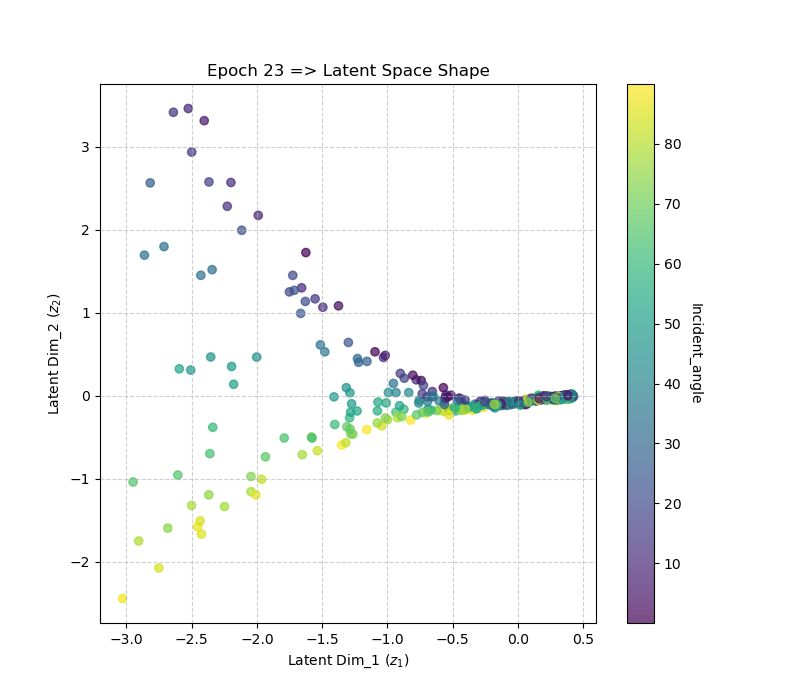 Epoch 23 => Latent Space Shape
Latent Dim_2 (z₂)
3
2
1
0
−1
−2
−3.0 −2.5 −2.0 −1.5 −1.0 −0.5 0.0 0.5
Latent Dim_1 (z₁)
80
70
60
50
40
30
20
10
Incident_angle